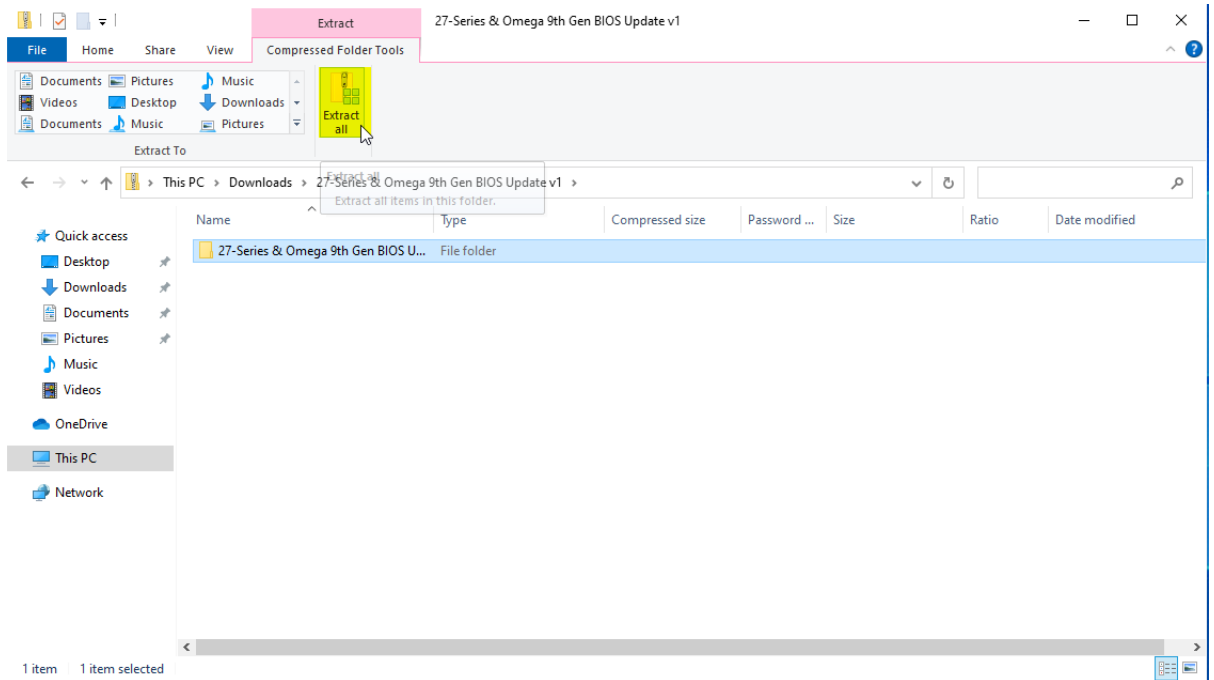 Extract
27-Series & Omega 9th Gen BIOS Update v1
File
Home
Share
View
Compressed Folder Tools
Documents
Pictures
Music
Videos
Desktop
Downloads
Documents
Music
Pictures
Extract To
Extract all
This PC
Downloads
27-Series & Omega 9th Gen BIOS Update v1
Extract all
Extract all items in this folder.
Name
Type
Compressed size
Password ...
Size
Ratio
Date modified
27-Series & Omega 9th Gen BIOS U...
File folder
Quick access
Desktop
Downloads
Documents
Pictures
Music
Videos
OneDrive
This PC
Network
1 item
1 item selected